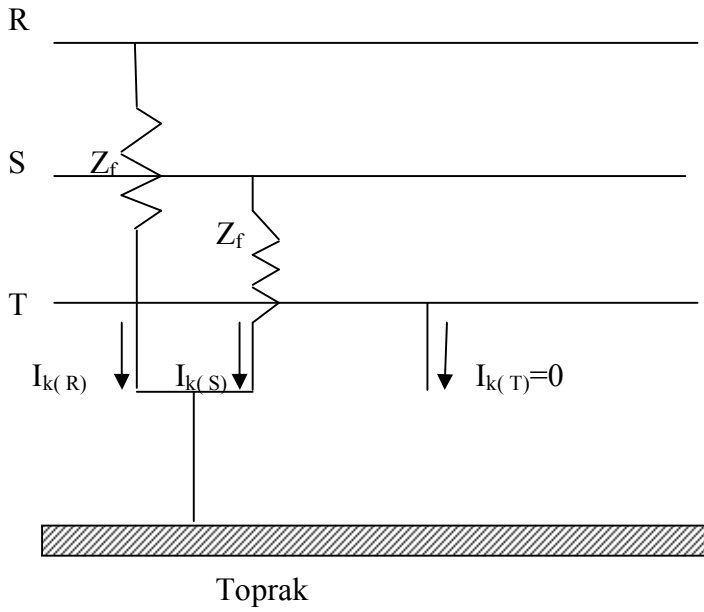 R
Z_f
S
Z_f
T
I_k( R)
I_k( S)
I_k( T)=0
Toprak